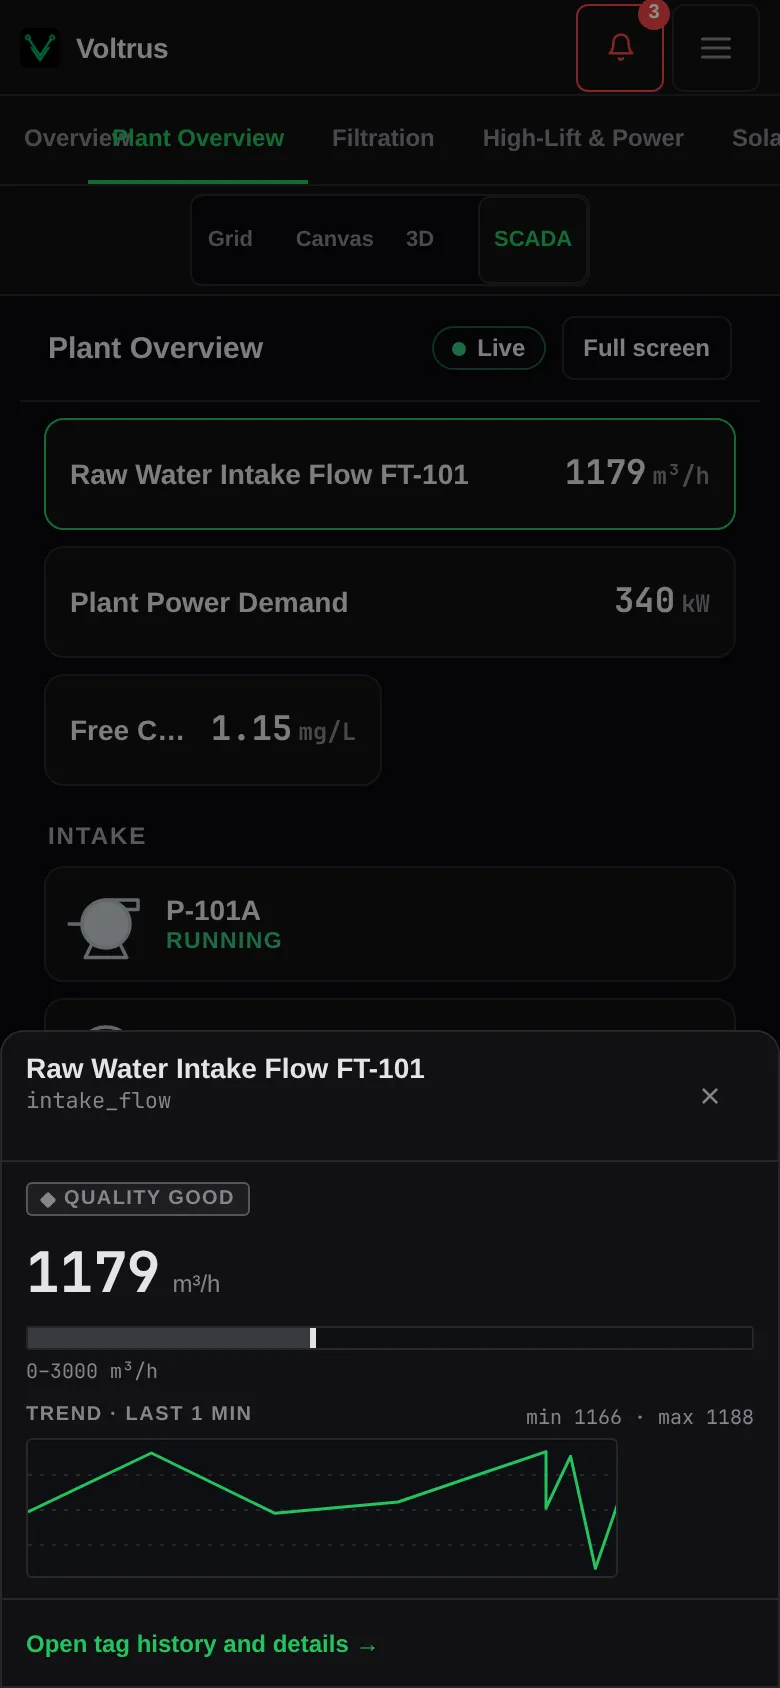 Voltrus
3
Overview
Plant Overview
Filtration
High-Lift & Power
Sola
Grid
Canvas
3D
SCADA
Plant Overview
Live
Full screen
Raw Water Intake Flow FT-101
1179 m³/h
Plant Power Demand
340 kW
Free C...
1.15 mg/L
INTAKE
P-101A
RUNNING
Raw Water Intake Flow FT-101
intake_flow
✕
◆ QUALITY GOOD
1179 m³/h
0–3000 m³/h
TREND · LAST 1 MIN
min 1166 · max 1188
Open tag history and details →